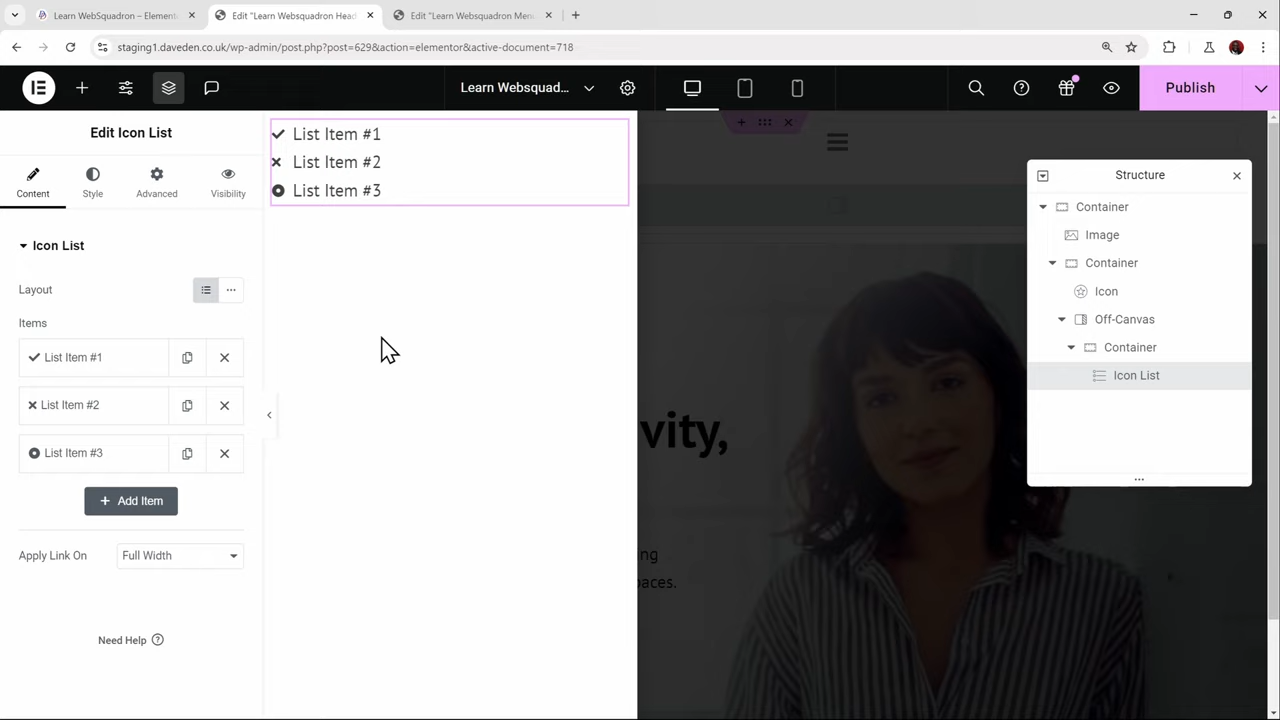 Learn WebSquadron – Element
Edit "Learn Websquadron Head
Edit "Learn Websquadron Men
staging1.daveden.co.uk/wp-admin/post.php?post=629&action=elementor&active-document=718
Learn Websquad...
Publish
Edit Icon List
Content
Style
Advanced
Visibility
Icon List
Layout
Items
List Item #1
List Item #2
List Item #3
Add Item
Apply Link On
Full Width
Need Help
List Item #1
List Item #2
List Item #3
vity,
ng
paces.
Structure
Container
Image
Container
Icon
Off-Canvas
Container
Icon List